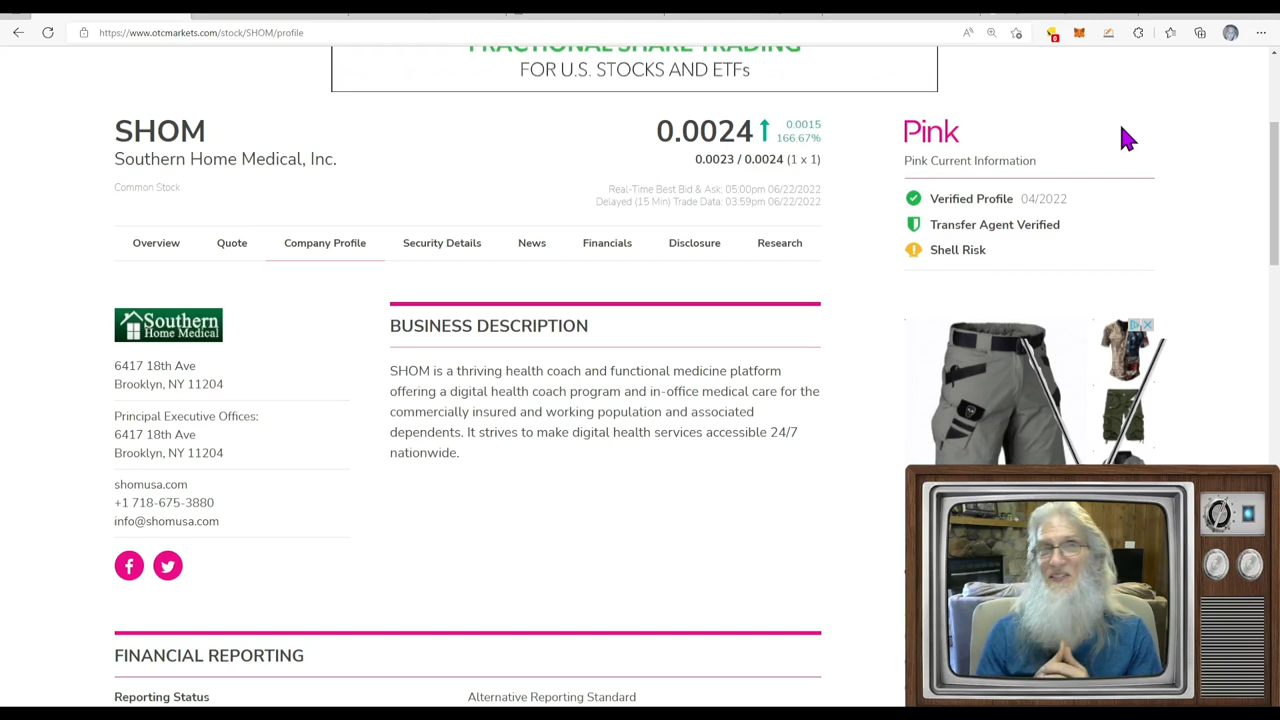 https://www.otcmarkets.com/stock/SHOM/profile
FRACTIONAL SHARE TRADING
FOR U.S. STOCKS AND ETFs
SHOM
Southern Home Medical, Inc.
Common Stock
0.0024
0.0015
166.67%
0.0023 / 0.0024 (1 x 1)
Real-Time Best Bid & Ask: 05:00pm 06/22/2022
Delayed (15 Min) Trade Data: 03:59pm 06/22/2022
Pink
Pink Current Information
Verified Profile 04/2022
Transfer Agent Verified
Shell Risk
Overview Quote Company Profile Security Details News Financials Disclosure Research
Southern
Home Medical
6417 18th Ave
Brooklyn, NY 11204
Principal Executive Offices:
6417 18th Ave
Brooklyn, NY 11204
shomusa.com
+1 718-675-3880
info@shomusa.com
BUSINESS DESCRIPTION
SHOM is a thriving health coach and functional medicine platform
offering a digital health coach program and in-office medical care for the
commercially insured and working population and associated
dependents. It strives to make digital health services accessible 24/7
nationwide.
FINANCIAL REPORTING
Reporting Status Alternative Reporting Standard